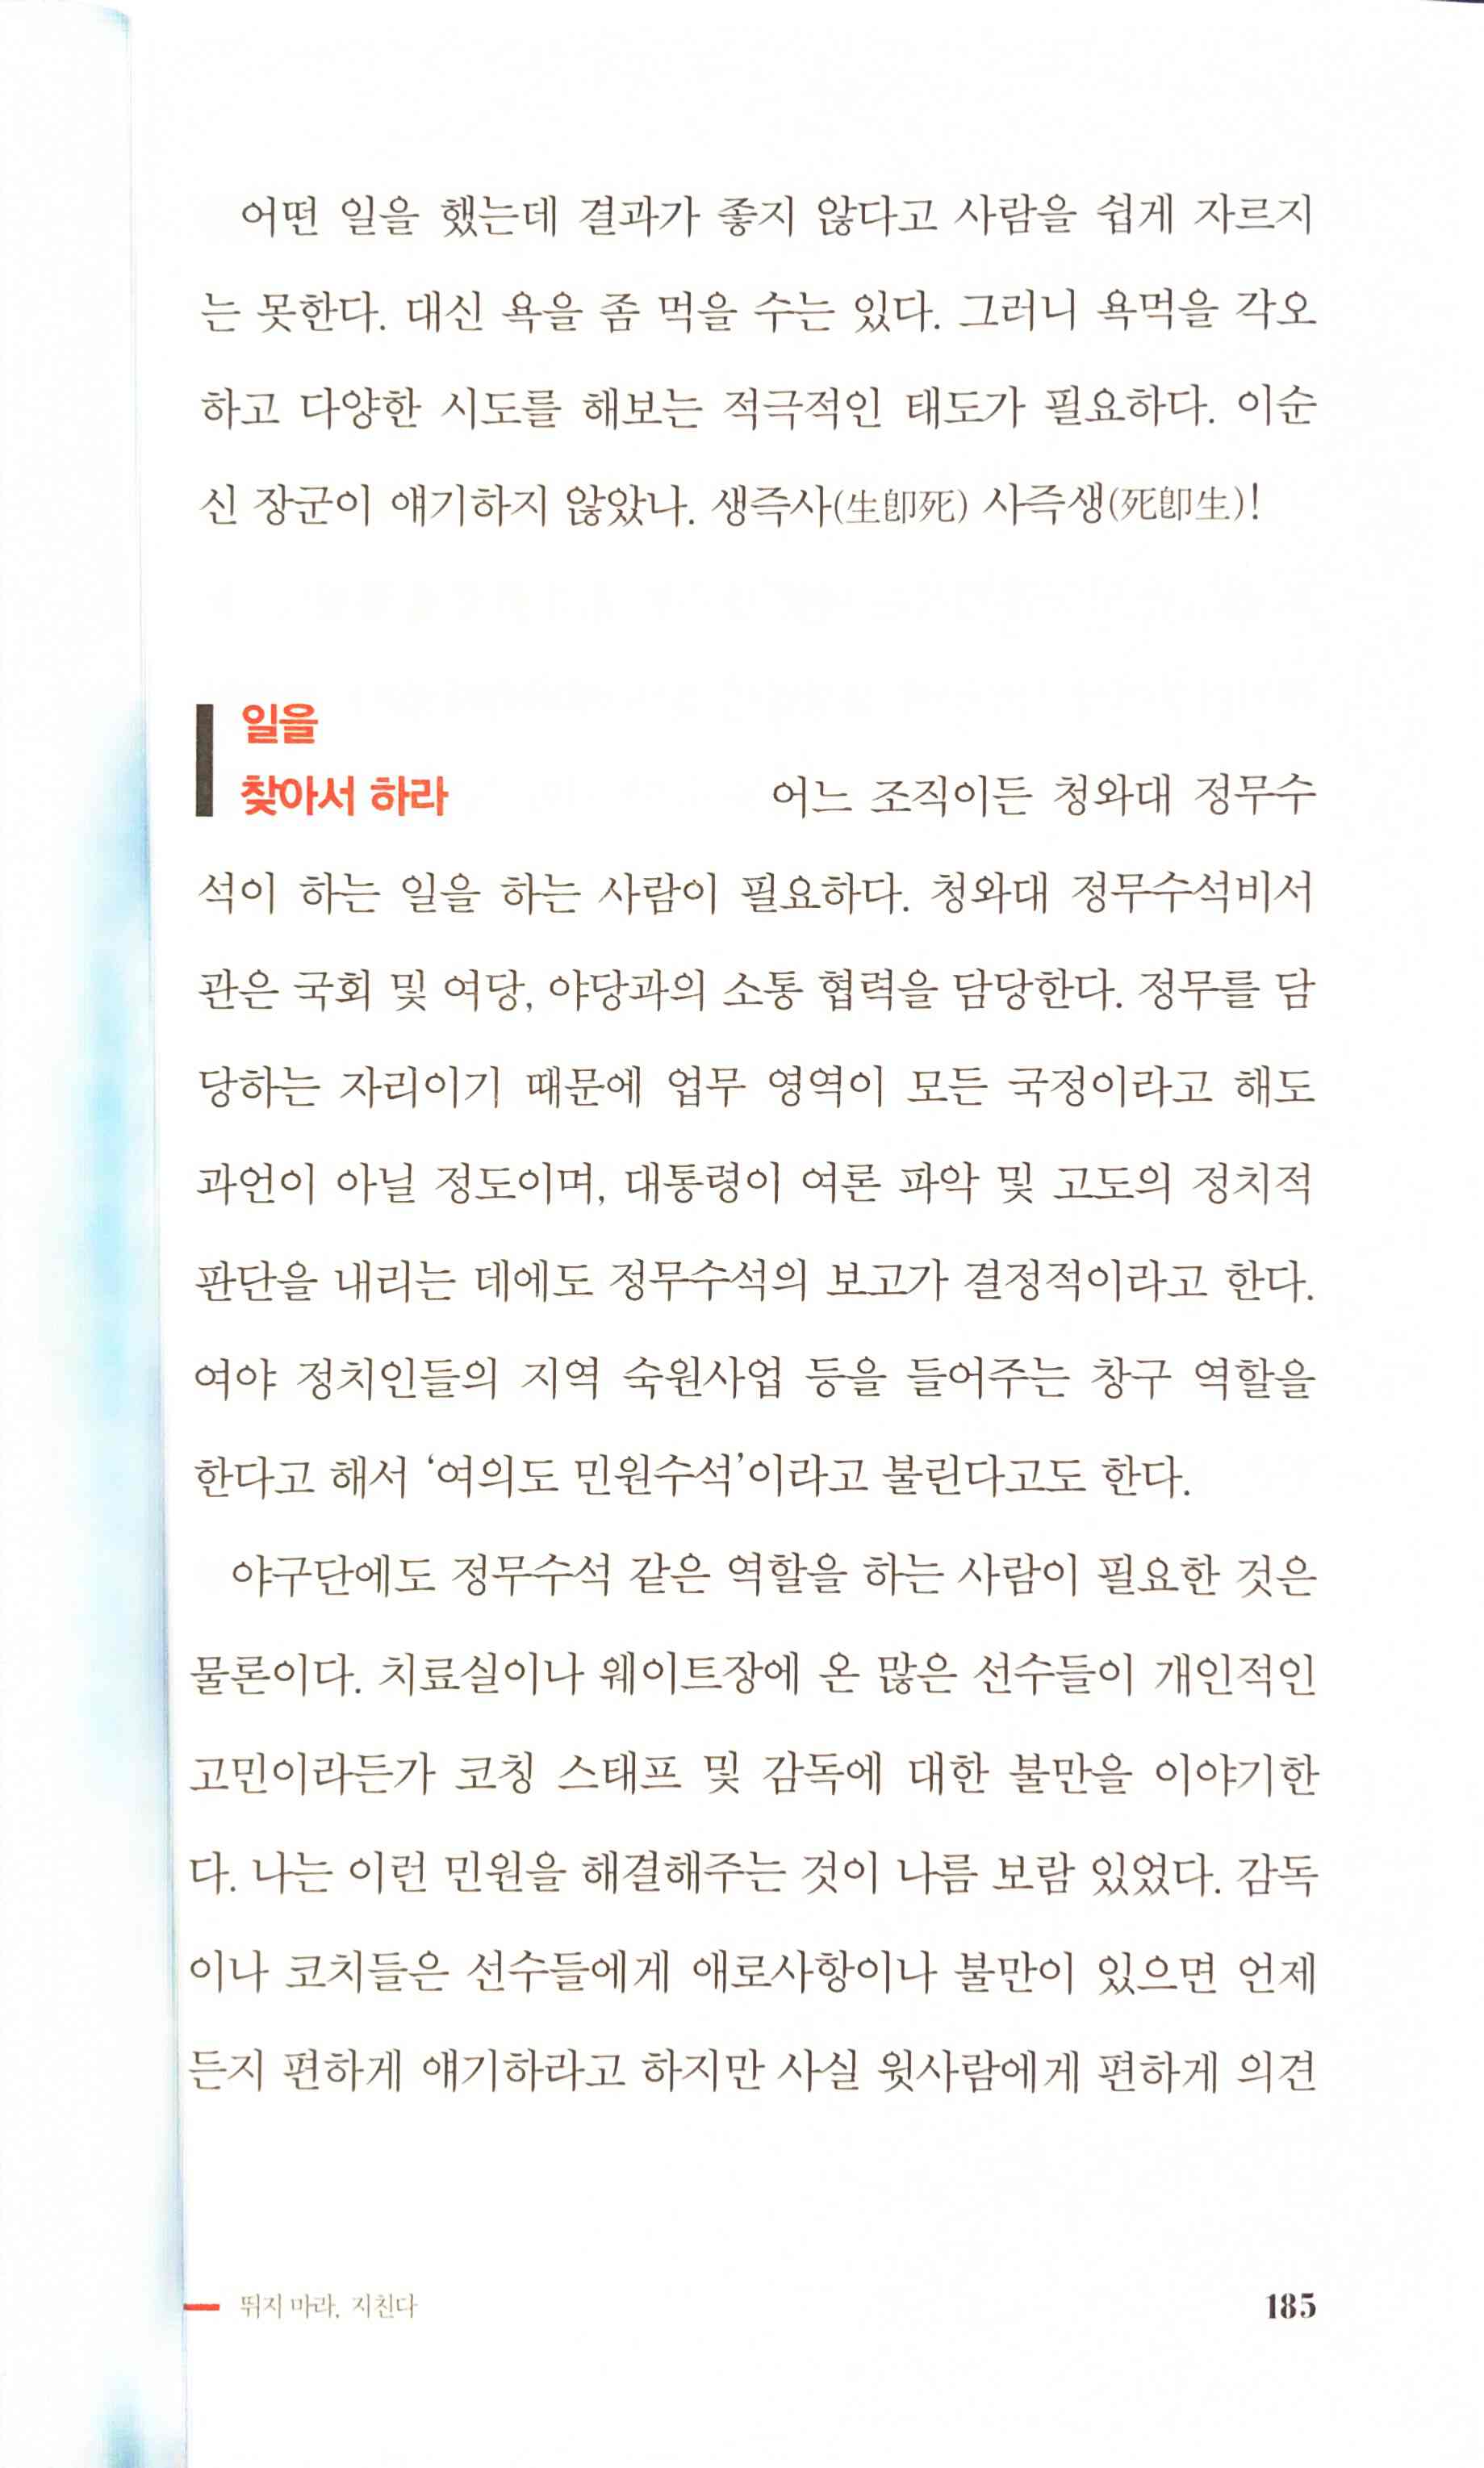 어떤 일을 했는데 결과가 좋지 않다고 사람을 쉽게 자르지
는 못한다. 대신 욕을 좀 먹을 수는 있다. 그러니 욕먹을 각오
하고 다양한 시도를 해보는 적극적인 태도가 필요하다. 이순
신 장군이 얘기하지 않았나. 생즉사(生卽死) 사즉생(死卽生)!
일을
찾아서 하라
어느 조직이든 청와대 정무수
석이 하는 일을 하는 사람이 필요하다. 청와대 정무수석비서
관은 국회 및 여당, 야당과의 소통 협력을 담당한다. 정무를 담
당하는 자리이기 때문에 업무 영역이 모든 국정이라고 해도
과언이 아닐 정도이며, 대통령이 여론 파악 및 고도의 정치적
판단을 내리는 데에도 정무수석의 보고가 결정적이라고 한다.
여야 정치인들의 지역 숙원사업 등을 들어주는 창구 역할을
한다고 해서 ‘여의도 민원수석’이라고 불린다고도 한다.
야구단에도 정무수석 같은 역할을 하는 사람이 필요한 것은
물론이다. 치료실이나 웨이트장에 온 많은 선수들이 개인적인
고민이라든가 코칭 스태프 및 감독에 대한 불만을 이야기한
다. 나는 이런 민원을 해결해주는 것이 나름 보람 있었다. 감독
이나 코치들은 선수들에게 애로사항이나 불만이 있으면 언제
든지 편하게 얘기하라고 하지만 사실 윗사람에게 편하게 의견
뛰지 마라, 지친다
185